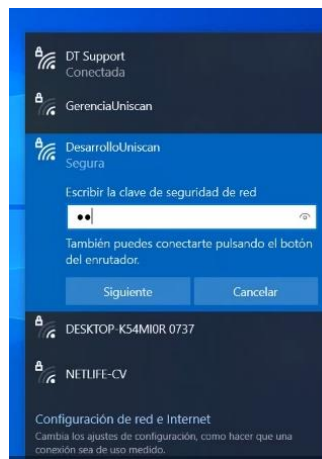 DT Support
Conectada
GerenciaUniscan
DesarrolloUniscan
Segura
Escribir la clave de seguridad de red
••
También puedes conectarte pulsando el botón
del enrutador.
Siguiente Cancelar
DESKTOP-K54MI0R 0737
NETLIFE-CV
Configuración de red e Internet
Cambia los ajustes de configuración, como hacer que una
conexión sea de uso medido.